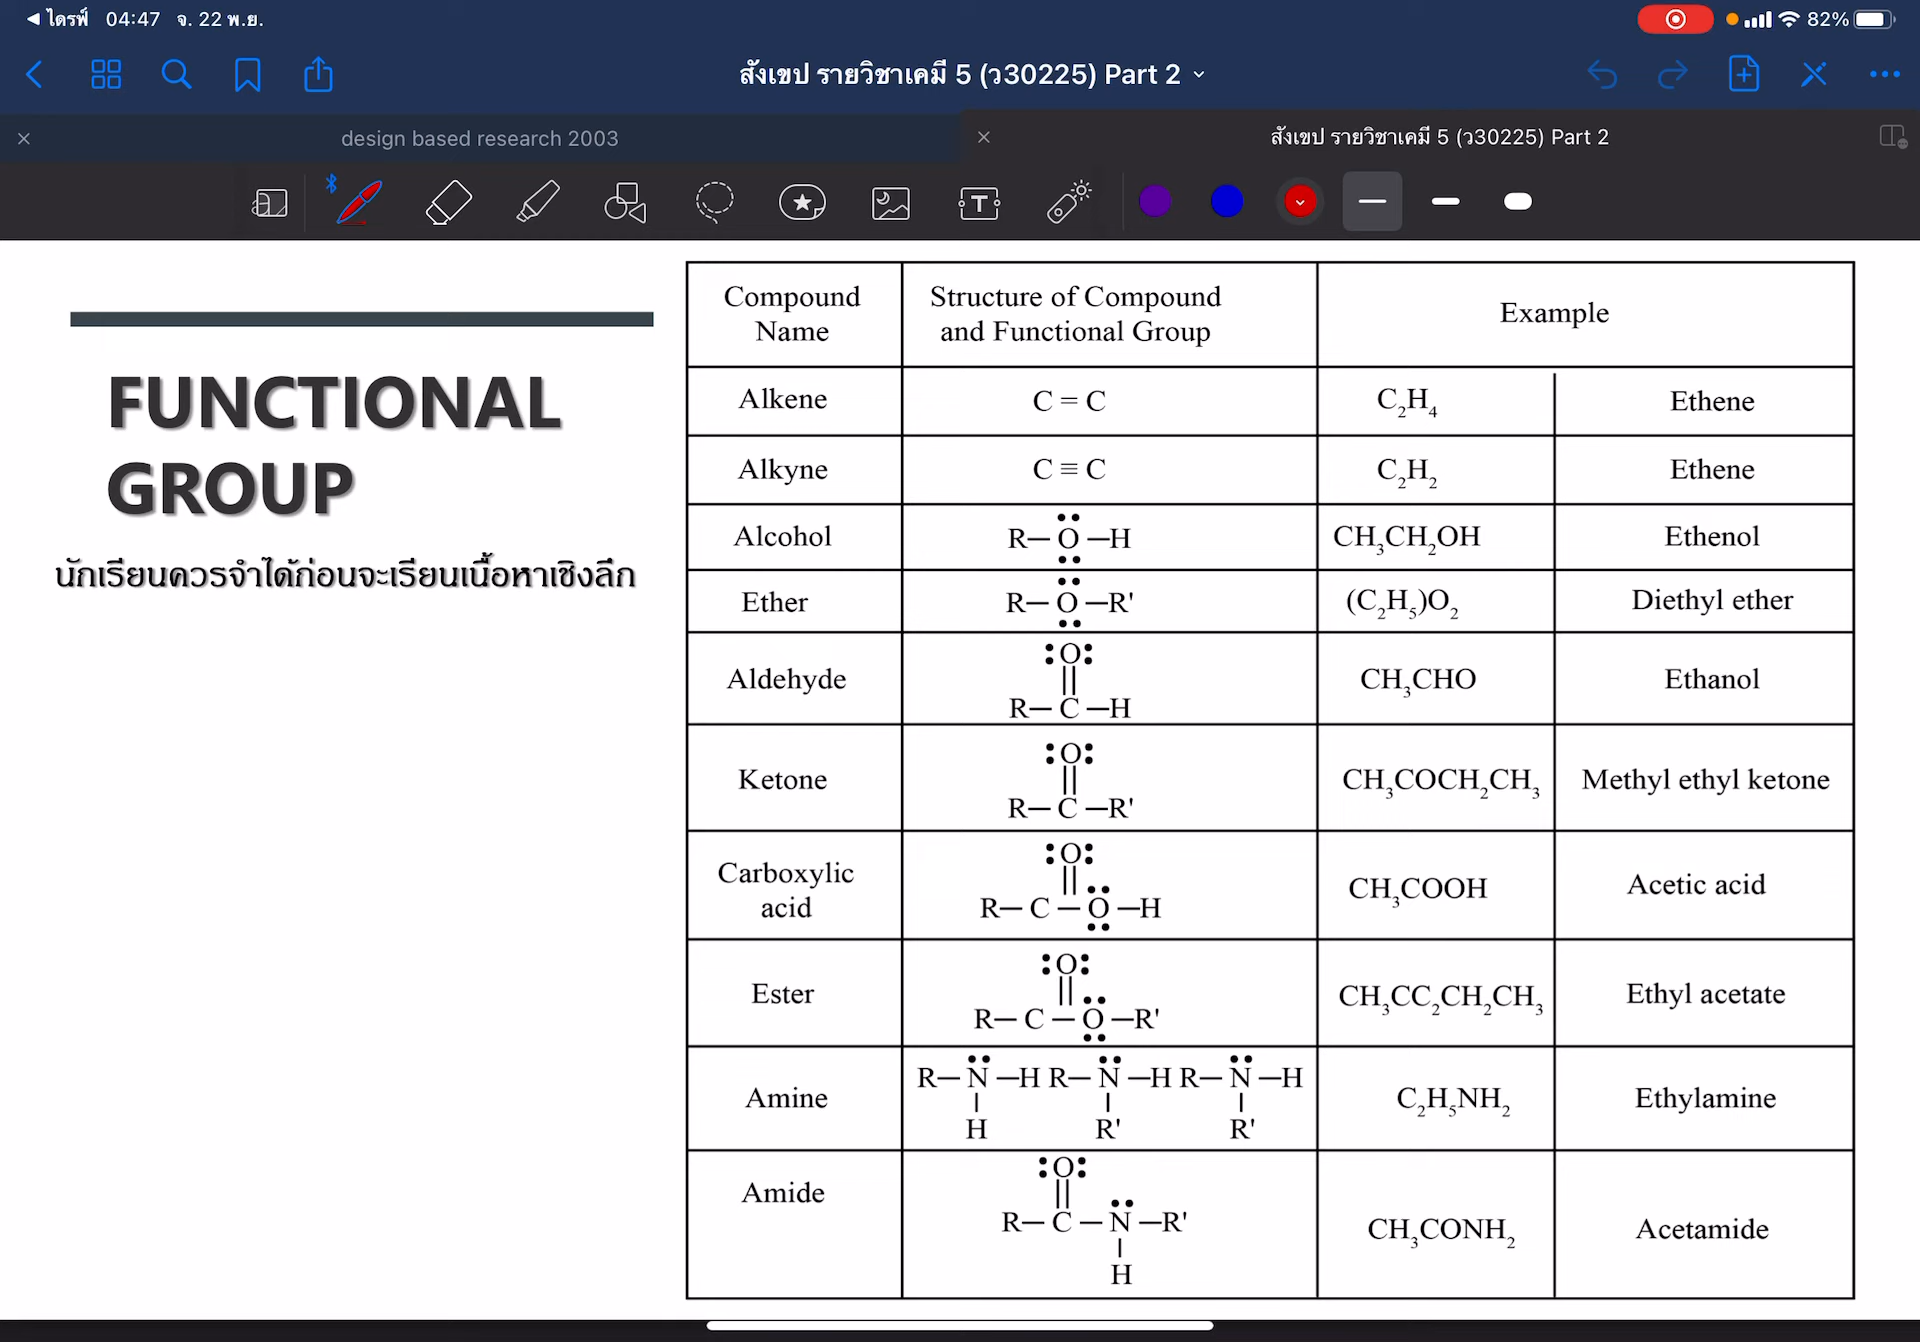 ◀ ไดรฟ์ 04:47 จ. 22 พ.ย.
82%
สังเขป รายวิชาเคมี 5 (ว30225) Part 2
design based research 2003
สังเขป รายวิชาเคมี 5 (ว30225) Part 2
T
FUNCTIONAL
GROUP
นักเรียนควรจำได้ก่อนจะเรียนเนื้อหาเชิงลึก
Compound Name Structure of Compound and Functional Group Example
Alkene C = C C₂H₄ Ethene
Alkyne C ≡ C C₂H₂ Ethene
Alcohol R—O—H CH₃CH₂OH Ethenol
Ether R—O—R' (C₂H₅)O₂ Diethyl ether
:O:
Aldehyde R—C—H CH₃CHO Ethanol
:O:
Ketone R—C—R' CH₃COCH₂CH₃ Methyl ethyl ketone
:O:
Carboxylic acid R—C—O—H CH₃COOH Acetic acid
:O:
Ester R—C—O—R' CH₃CC₂CH₂CH₃ Ethyl acetate
R—N—H R—N—H R—N—H
Amine C₂H₅NH₂ Ethylamine
H R' R'
:O:
Amide R—C—N—R' CH₃CONH₂ Acetamide
H